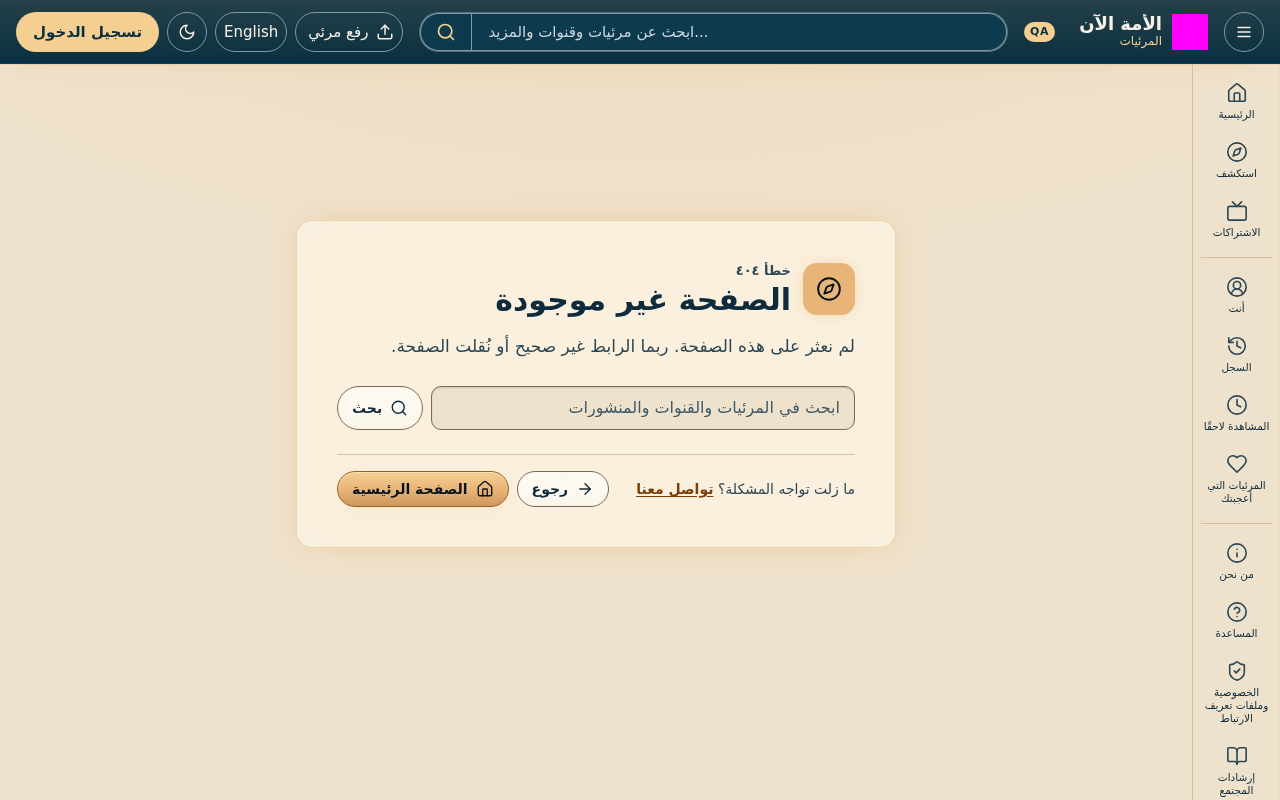 الأمة الآن
المرئيات
QA
ابحث عن مرئيات وقنوات والمزيد...
رفع مرئي
English
تسجيل الدخول
الرئيسية
استكشف
الاشتراكات
أنت
السجل
المشاهدة لاحقًا
المرئيات التي
أعجبتك
من نحن
المساعدة
الخصوصية
وملفات تعريف
الارتباط
إرشادات
المجتمع
خطأ ٤٠٤
الصفحة غير موجودة
لم نعثر على هذه الصفحة. ربما الرابط غير صحيح أو نُقلت الصفحة.
ابحث في المرئيات والقنوات والمنشورات
بحث
ما زلت تواجه المشكلة؟ تواصل معنا
رجوع
الصفحة الرئيسية